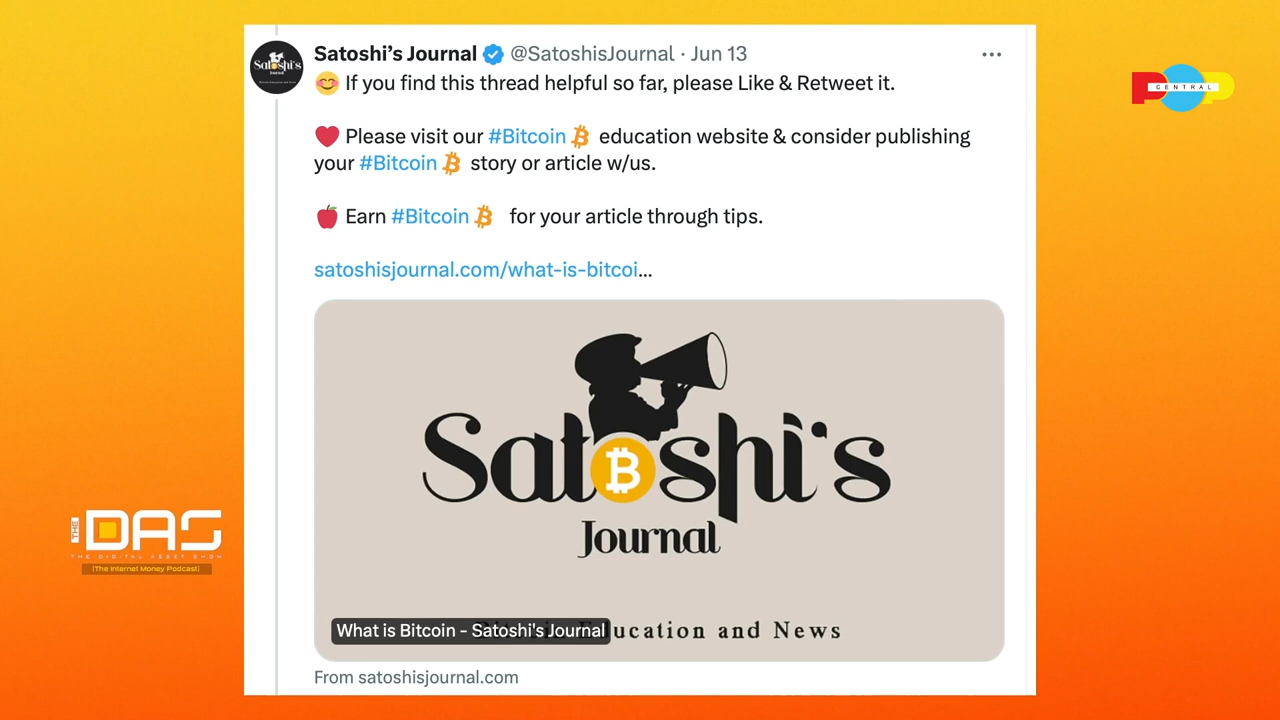 Satoshi's Journal @SatoshisJournal · Jun 13
😊 If you find this thread helpful so far, please Like & Retweet it.
❤️ Please visit our #Bitcoin education website & consider publishing
your #Bitcoin story or article w/us.
🍎 Earn #Bitcoin for your article through tips.
satoshisjournal.com/what-is-bitcoi...
Satoshi's
Journal
What is Bitcoin - Satoshi's Journal
ucation and News
From satoshisjournal.com
POP
CENTRAL
THE
DAS
THE DIGITAL ASSET SHOW
[The Internet Money Podcast]